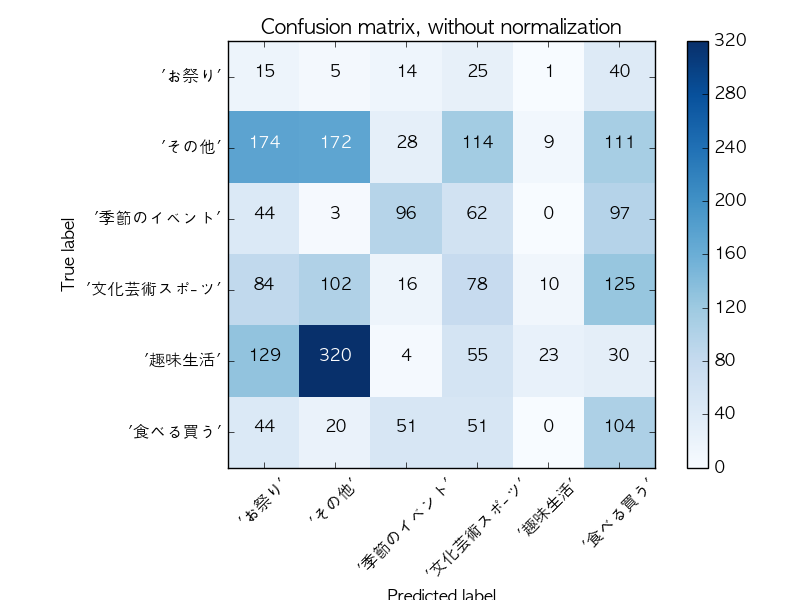 Confusion matrix, without normalization
True label
'お祭り' 15 5 14 25 1 40
'その他' 174 172 28 114 9 111
'季節のイベント' 44 3 96 62 0 97
'文化芸術スポーツ' 84 102 16 78 10 125
'趣味生活' 129 320 4 55 23 30
'食べる買う' 44 20 51 51 0 104
'お祭り' 'その他' '季節のイベント' '文化芸術スポーツ' '趣味生活' '食べる買う'
Predicted label
320
280
240
200
160
120
80
40
0